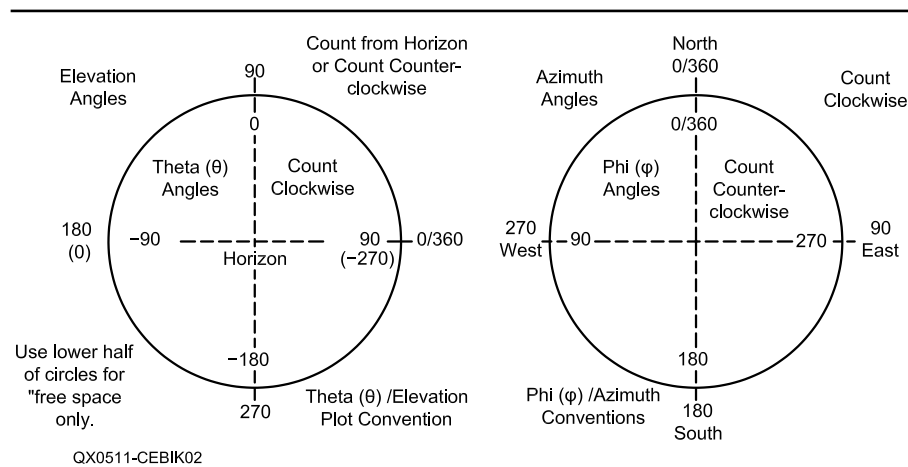 Elevation
Angles
90
Count from Horizon
or Count Counter-
clockwise
0
Theta (θ)
Angles
Count
Clockwise
180
(0)
−90
Horizon
90
(−270)
0/360
Use lower half
of circles for
"free space
only.
−180
270
Theta (θ) /Elevation
Plot Convention
North
0/360
Azimuth
Angles
Count
Clockwise
0/360
Phi (φ)
Angles
Count
Counter-
clockwise
270
West
90
270
90
East
180
Phi (φ) /Azimuth
Conventions
180
South
QX0511-CEBIK02